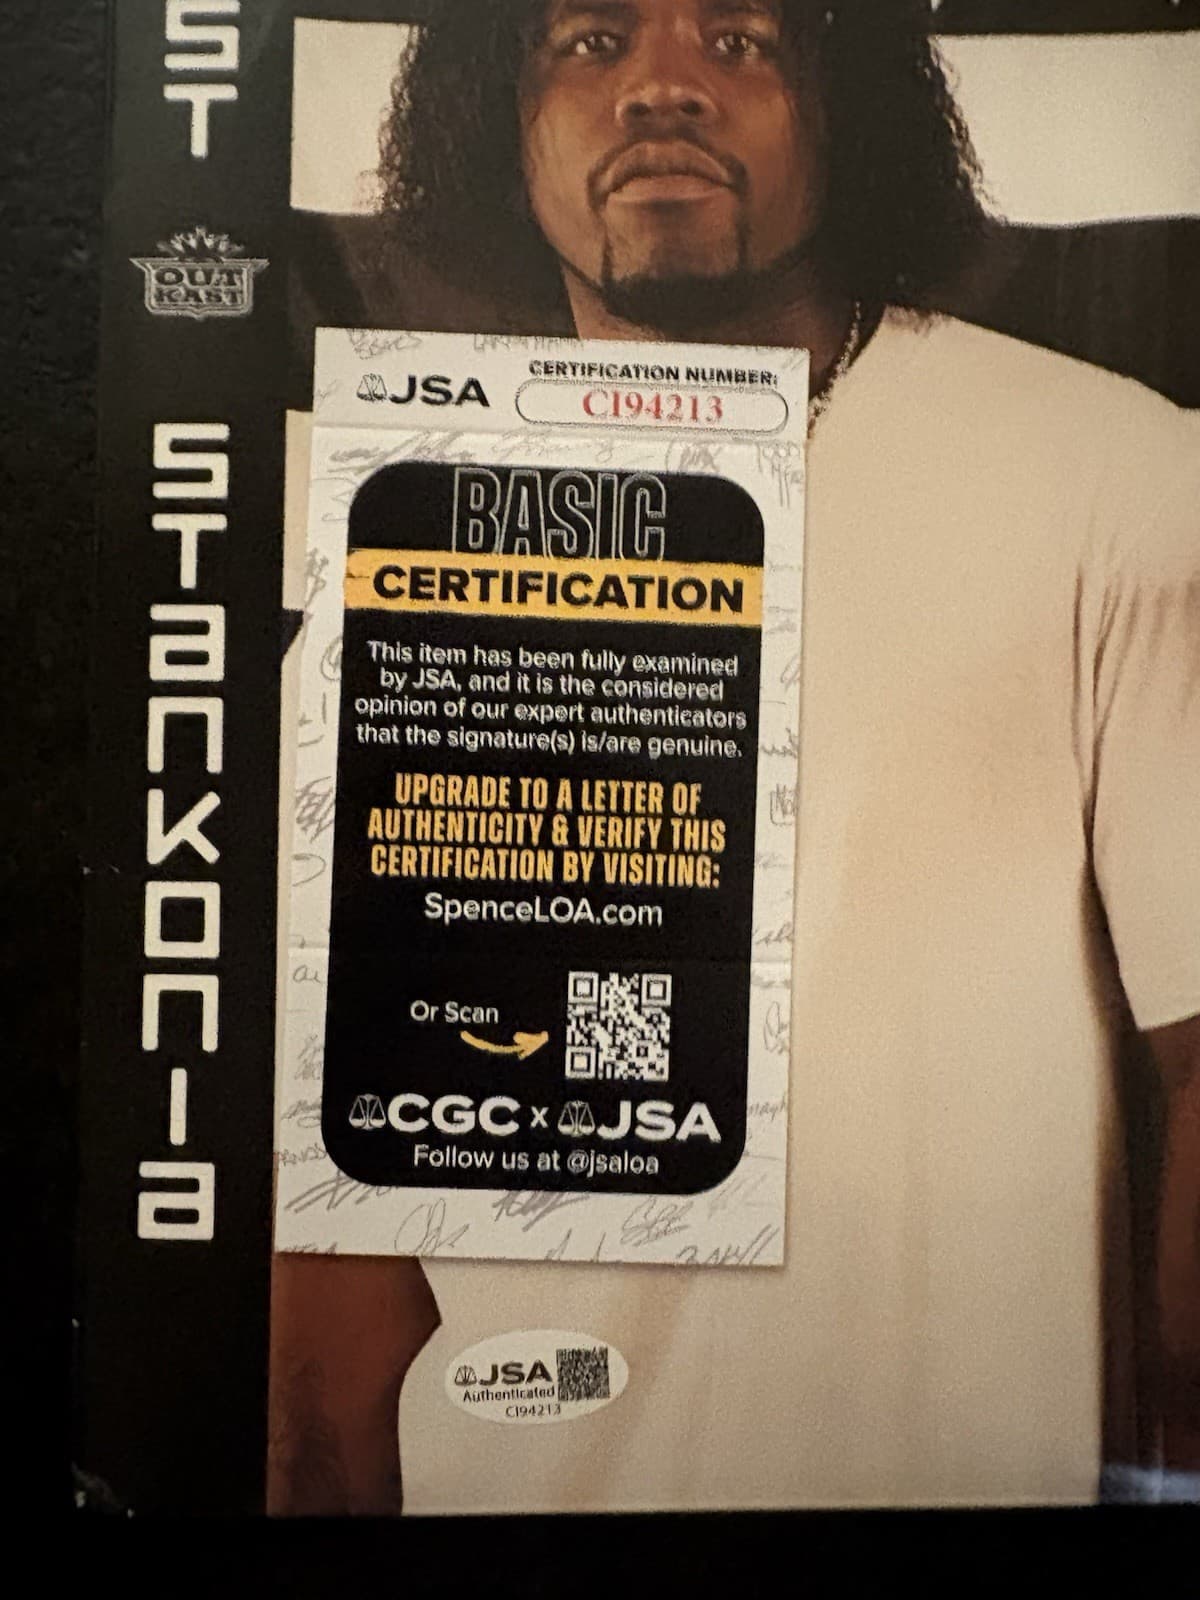 ST
OUT
KAST
STANKONIA
JSA
CERTIFICATION NUMBER:
CI94213
BASIC
CERTIFICATION
This item has been fully examined
by JSA, and it is the considered
opinion of our expert authenticators
that the signature(s) is/are genuine.
UPGRADE TO A LETTER OF
AUTHENTICITY & VERIFY THIS
CERTIFICATION BY VISITING:
SpenceLOA.com
Or Scan
CGC x JSA
Follow us at @jsaloa
JSA
Authenticated
CI94213